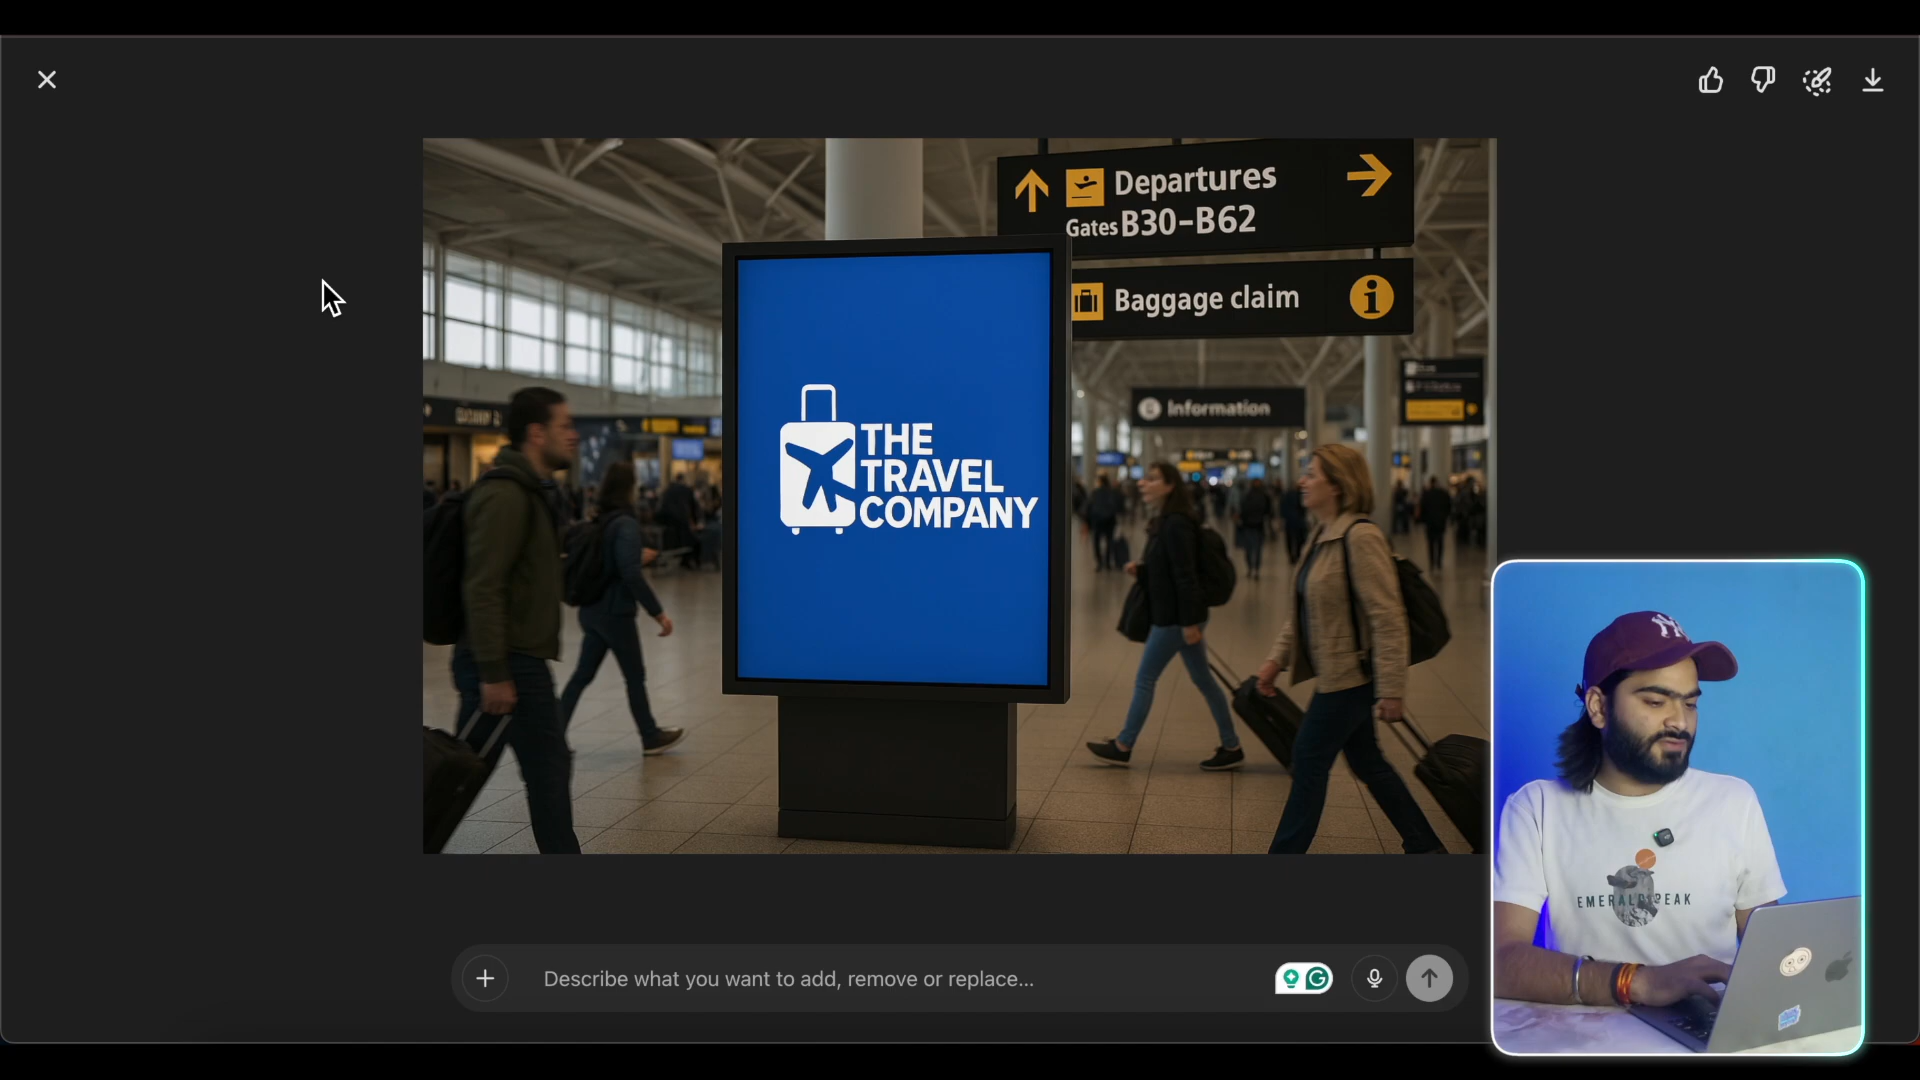 Departures
Gates B30-B62
Baggage claim
Information
THE
TRAVEL
COMPANY
NY
EMERALD PEAK
Describe what you want to add, remove or replace...